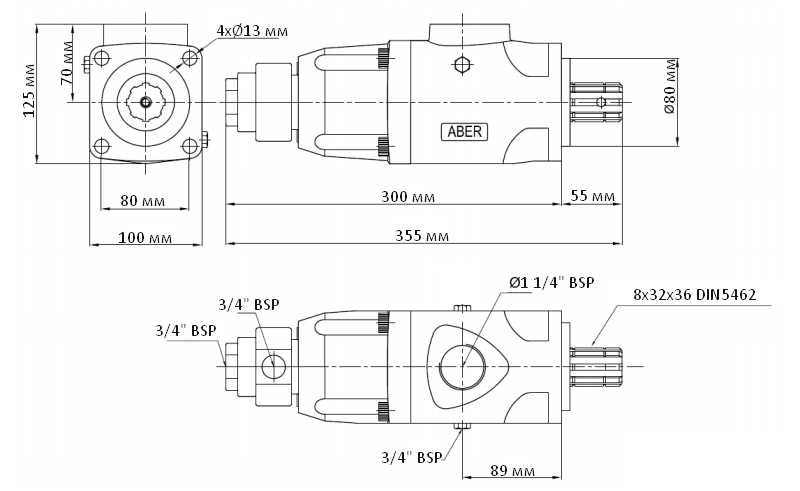 4xØ13 мм
125 мм
70 мм
ABER
Ø80 мм
80 мм
300 мм
55 мм
100 мм
355 мм
Ø1 1/4" BSP
8x32x36 DIN5462
3/4" BSP
3/4" BSP
3/4" BSP
89 мм